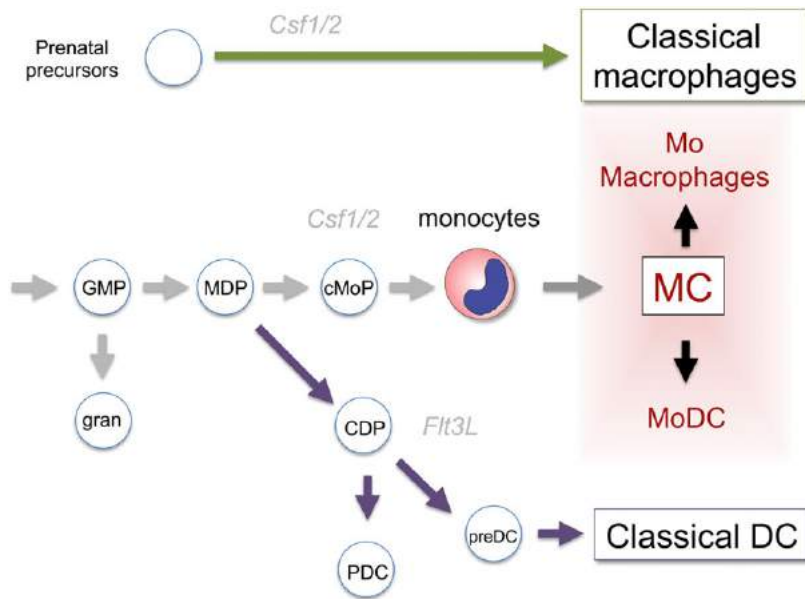 Csf1/2
Prenatal
precursors
Classical
macrophages
Mo
Macrophages
Csf1/2
monocytes
GMP
MDP
cMoP
MC
gran
CDP
Flt3L
MoDC
PDC
preDC
Classical DC